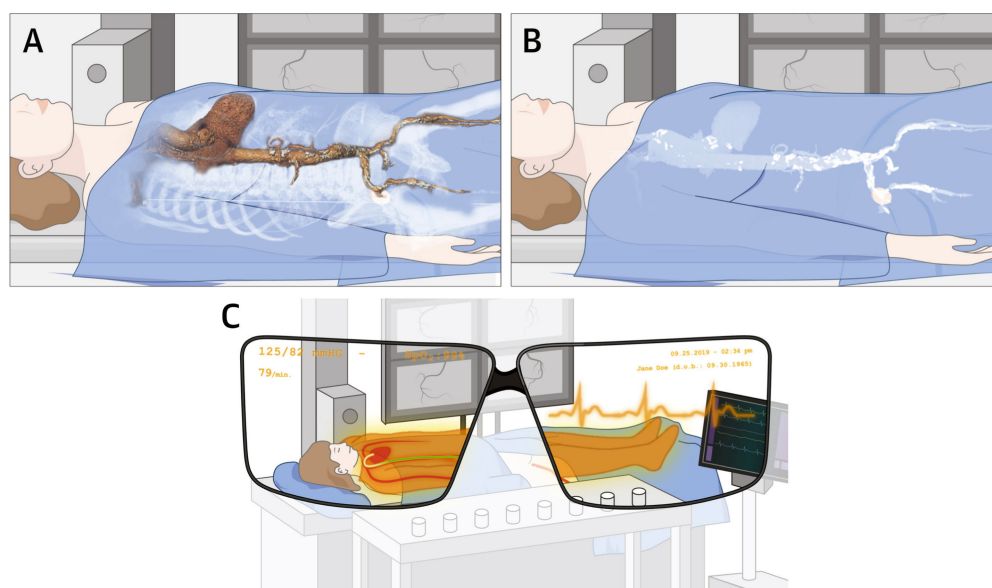 A
B
C
125/82 mmHG -
79/min.
09.25.2019 - 02:34 pm
Jane Doe (d.o.b.: 09.30.1965)